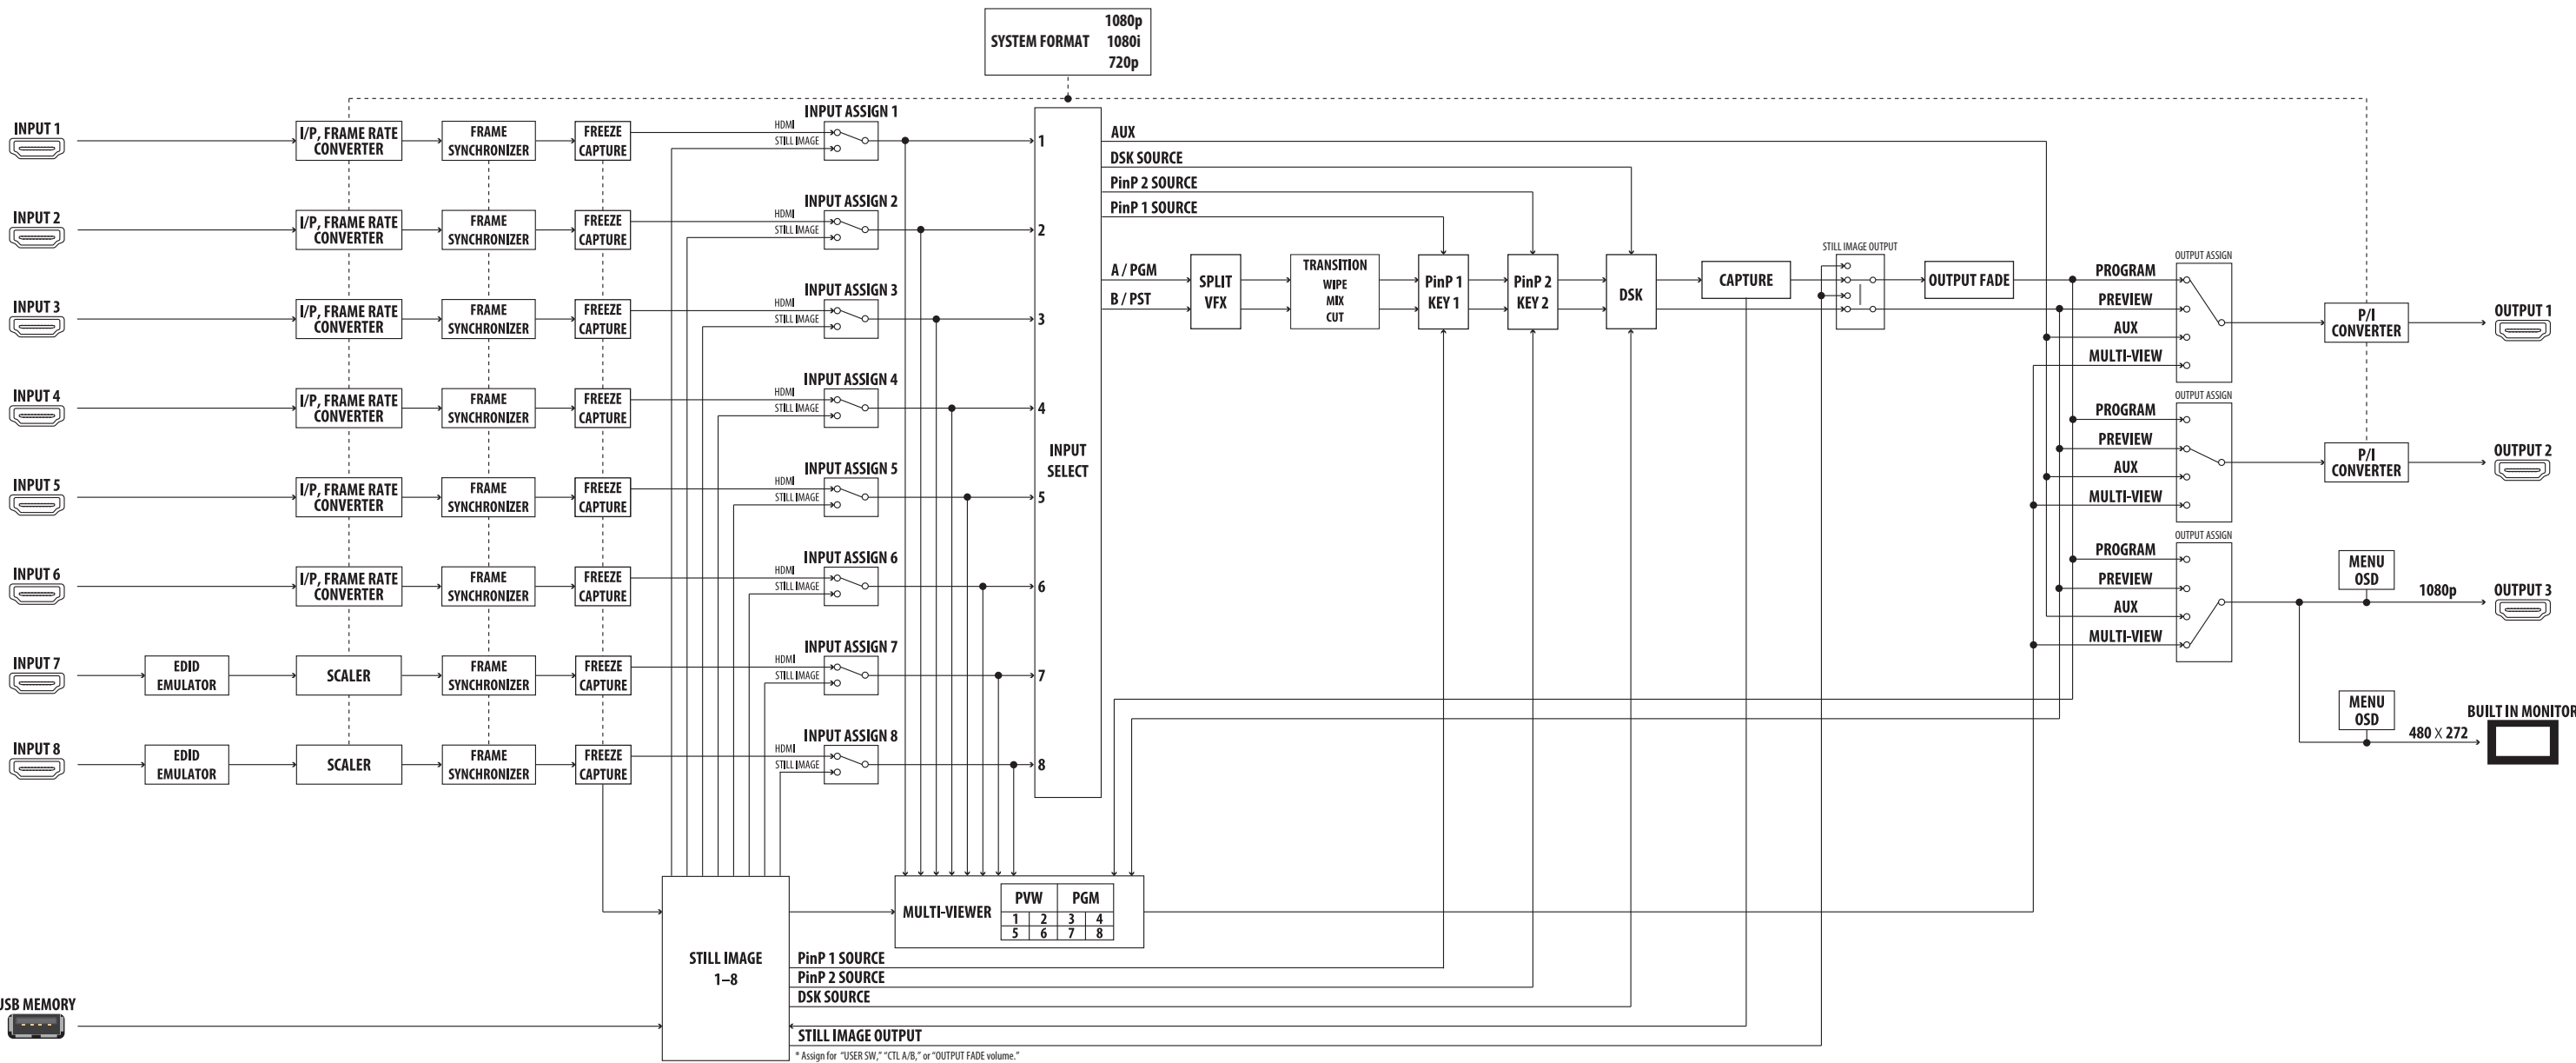 1080p
SYSTEM FORMAT 1080i
720p
INPUT 1
I/P, FRAME RATE
CONVERTER
FRAME
SYNCHRONIZER
FREEZE
CAPTURE
INPUT ASSIGN 1
HDMI
STILL IMAGE
1
INPUT 2
I/P, FRAME RATE
CONVERTER
FRAME
SYNCHRONIZER
FREEZE
CAPTURE
INPUT ASSIGN 2
HDMI
STILL IMAGE
2
INPUT 3
I/P, FRAME RATE
CONVERTER
FRAME
SYNCHRONIZER
FREEZE
CAPTURE
INPUT ASSIGN 3
HDMI
STILL IMAGE
3
INPUT 4
I/P, FRAME RATE
CONVERTER
FRAME
SYNCHRONIZER
FREEZE
CAPTURE
INPUT ASSIGN 4
HDMI
STILL IMAGE
4
INPUT
SELECT
INPUT 5
I/P, FRAME RATE
CONVERTER
FRAME
SYNCHRONIZER
FREEZE
CAPTURE
INPUT ASSIGN 5
HDMI
STILL IMAGE
5
INPUT 6
I/P, FRAME RATE
CONVERTER
FRAME
SYNCHRONIZER
FREEZE
CAPTURE
INPUT ASSIGN 6
HDMI
STILL IMAGE
6
INPUT 7
EDID
EMULATOR
SCALER
FRAME
SYNCHRONIZER
FREEZE
CAPTURE
INPUT ASSIGN 7
HDMI
STILL IMAGE
7
INPUT 8
EDID
EMULATOR
SCALER
FRAME
SYNCHRONIZER
FREEZE
CAPTURE
INPUT ASSIGN 8
HDMI
STILL IMAGE
8
AUX
DSK SOURCE
PinP 2 SOURCE
PinP 1 SOURCE
A / PGM
B / PST
SPLIT
VFX
TRANSITION
WIPE
MIX
CUT
PinP 1
KEY 1
PinP 2
KEY 2
DSK
CAPTURE
STILL IMAGE OUTPUT
OUTPUT FADE
OUTPUT ASSIGN
PROGRAM
PREVIEW
AUX
MULTI-VIEW
P/I
CONVERTER
OUTPUT 1
OUTPUT ASSIGN
PROGRAM
PREVIEW
AUX
MULTI-VIEW
P/I
CONVERTER
OUTPUT 2
OUTPUT ASSIGN
PROGRAM
PREVIEW
AUX
MULTI-VIEW
MENU
OSD
1080p
OUTPUT 3
MENU
OSD
480 X 272
BUILT IN MONITOR
MULTI-VIEWER
PVW PGM
1 2 3 4
5 6 7 8
STILL IMAGE
1–8
PinP 1 SOURCE
PinP 2 SOURCE
DSK SOURCE
STILL IMAGE OUTPUT
* Assign for "USER SW," "CTL A/B," or "OUTPUT FADE volume."
USB MEMORY